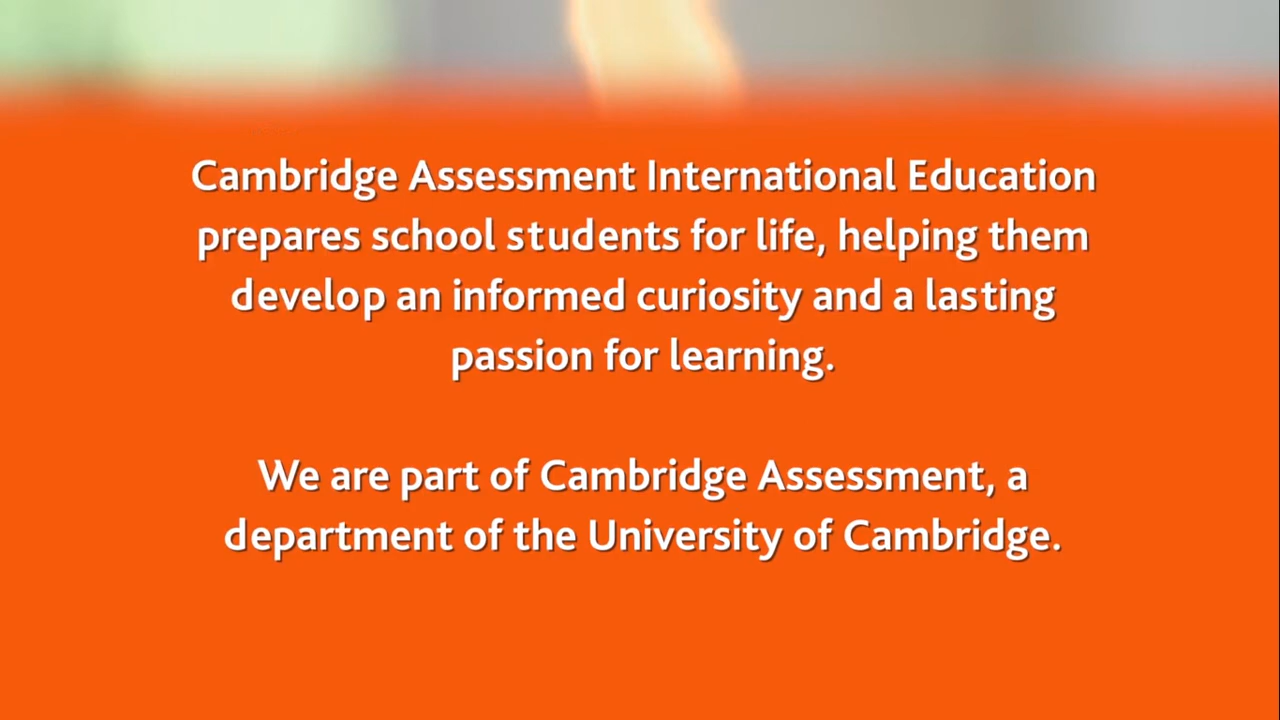 Cambridge Assessment International Education
prepares school students for life, helping them
develop an informed curiosity and a lasting
passion for learning.
We are part of Cambridge Assessment, a
department of the University of Cambridge.